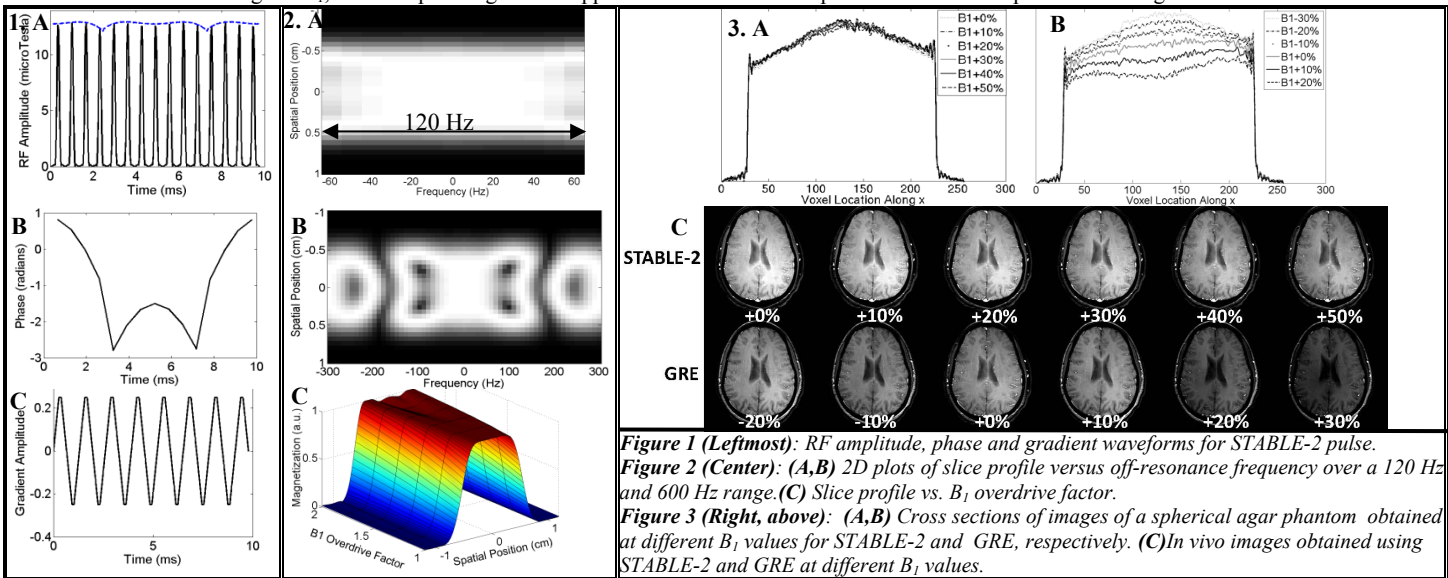 1. A
RF Amplitude (microTesla)
10
5
0
0 2 4 6 8 10
Time (ms)
B
Phase (radians)
1
0
-1
-2
-3
0 2 4 6 8 10
Time (ms)
C
Gradient Amplitude
0.2
0
-0.2
-0.4
0 5 10
Time (ms)
2. A
Spatial Position (cm)
-0.5
0
0.5
1
120 Hz
-60 -40 -20 0 20 40 60
Frequency (Hz)
B
Spatial Position (cm)
-1
-0.5
0
0.5
1
-300 -200 -100 0 100 200 300
Frequency (Hz)
C
Magnetization (a.u.)
1
0.5
0
2
1.5
1
B1 Overdrive Factor
-1
0
1
Spatial Position (cm)
3. A
B1+0%
B1+10%
B1+20%
B1+30%
B1+40%
B1+50%
0 50 100 150 200 250 300
Voxel Location Along x
B
B1-30%
B1-20%
B1-10%
B1+0%
B1+10%
B1+20%
0 50 100 150 200 250 300
Voxel Location Along x
C
STABLE-2
+0% +10% +20% +30% +40% +50%
GRE
-20% -10% +0% +10% +20% +30%
Figure 1 (Leftmost): RF amplitude, phase and gradient waveforms for STABLE-2 pulse.
Figure 2 (Center): (A,B) 2D plots of slice profile versus off-resonance frequency over a 120 Hz
and 600 Hz range.(C) Slice profile vs. B1 overdrive factor.
Figure 3 (Right, above): (A,B) Cross sections of images of a spherical agar phantom obtained
at different B1 values for STABLE-2 and GRE, respectively. (C)In vivo images obtained using
STABLE-2 and GRE at different B1 values.